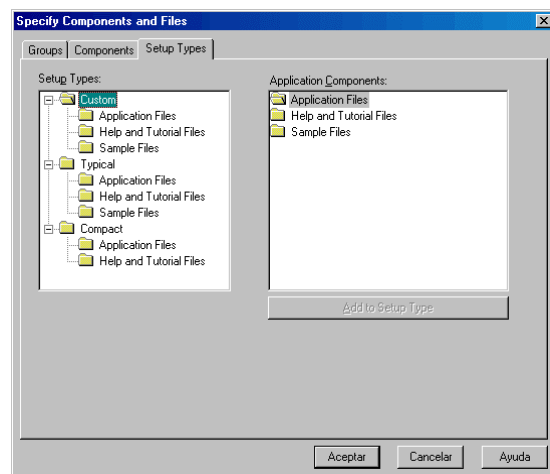 Specify Components and Files
Groups Components Setup Types
Setup Types:
Custom
Application Files
Help and Tutorial Files
Sample Files
Typical
Application Files
Help and Tutorial Files
Sample Files
Compact
Application Files
Help and Tutorial Files
Application Components:
Application Files
Help and Tutorial Files
Sample Files
Add to Setup Type
Aceptar Cancelar Ayuda